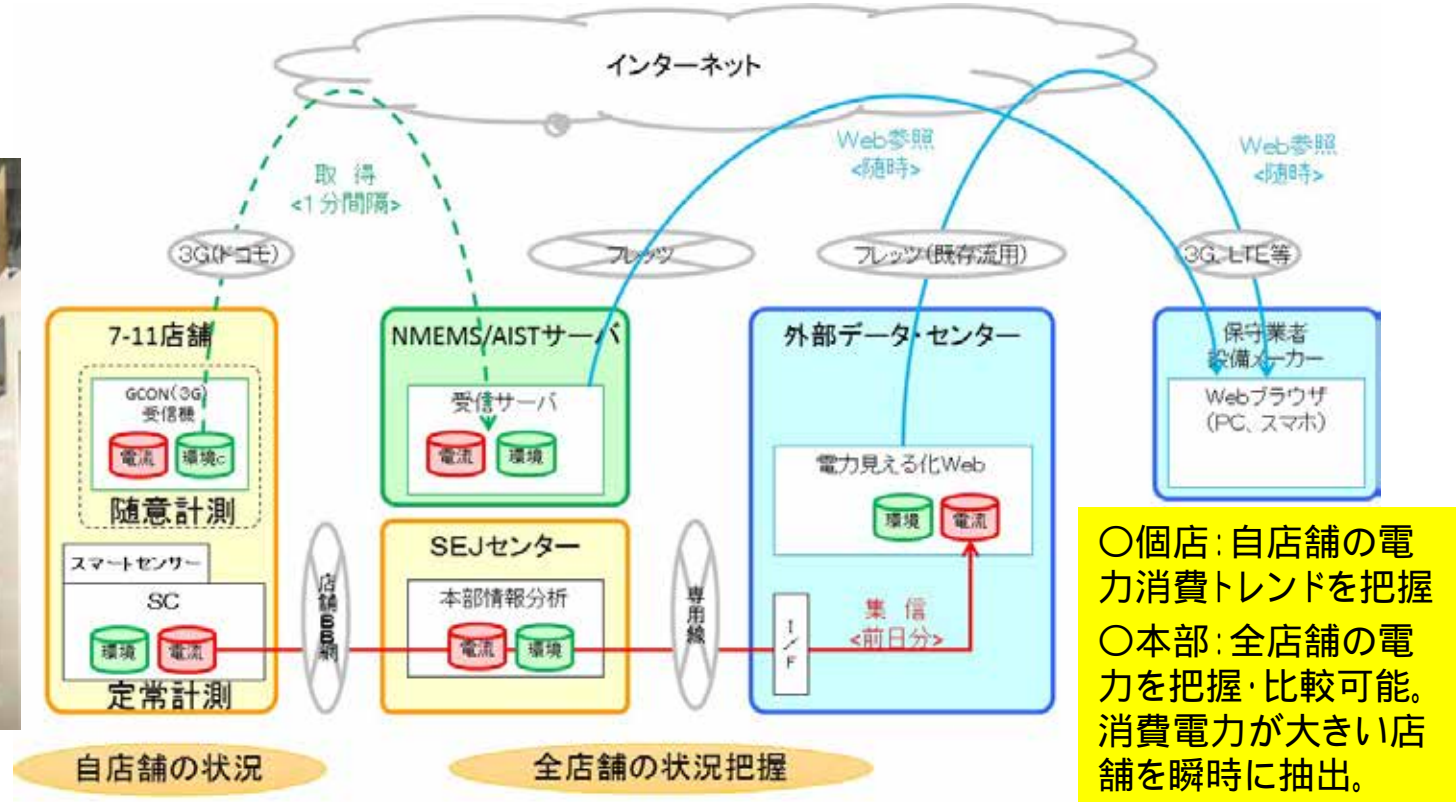 インターネット
Web参照
<随時>
Web参照
<随時>
取 得
<1分間隔>
3G(ドコモ)
フレッツ
フレッツ(既存流用)
3G、LTE等
7-11店舗
GCON(3G)
受信機
電流
環境c
随意計測
スマートセンサー
SC
環境
電流
定常計測
店舗BB網
NMEMS/AISTサーバ
受信サーバ
電流
環境
SEJセンター
本部情報分析
電流
環境
専用線
外部データ・センター
電力見える化Web
環境
電流
I/F
集 信
<前日分>
保守業者
設備メーカー
Webブラウザ
(PC、スマホ)
○個店:自店舗の電
力消費トレンドを把握
○本部:全店舗の電
力を把握・比較可能。
消費電力が大きい店
舗を瞬時に抽出。
自店舗の状況
全店舗の状況把握